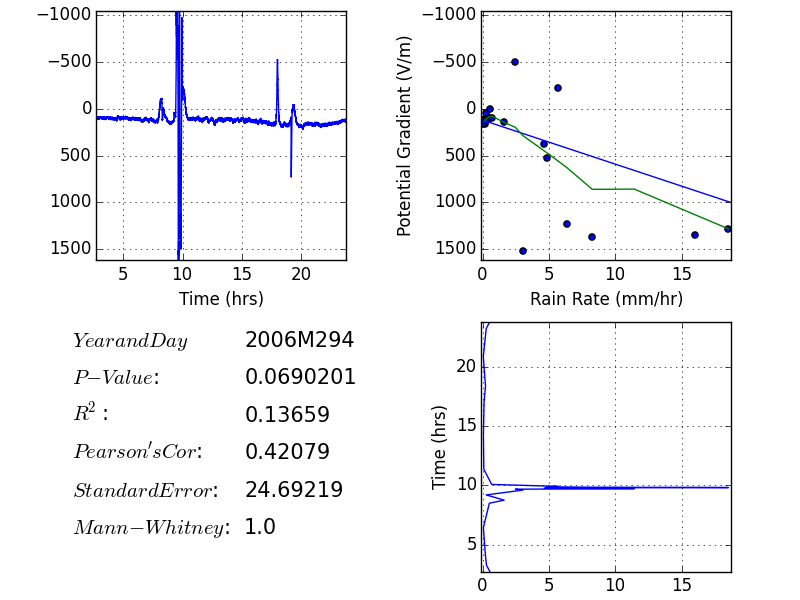 −1000
−500
0
500
1000
1500
5
10
15
20
Time (hrs)
Potential Gradient (V/m)
−1000
−500
0
500
1000
1500
0
5
10
15
Rain Rate (mm/hr)
YearandDay 2006M294
P−Value: 0.0690201
R²: 0.13659
Pearson'sCor: 0.42079
StandardError: 24.69219
Mann−Whitney: 1.0
Time (hrs)
20
15
10
5
0
5
10
15